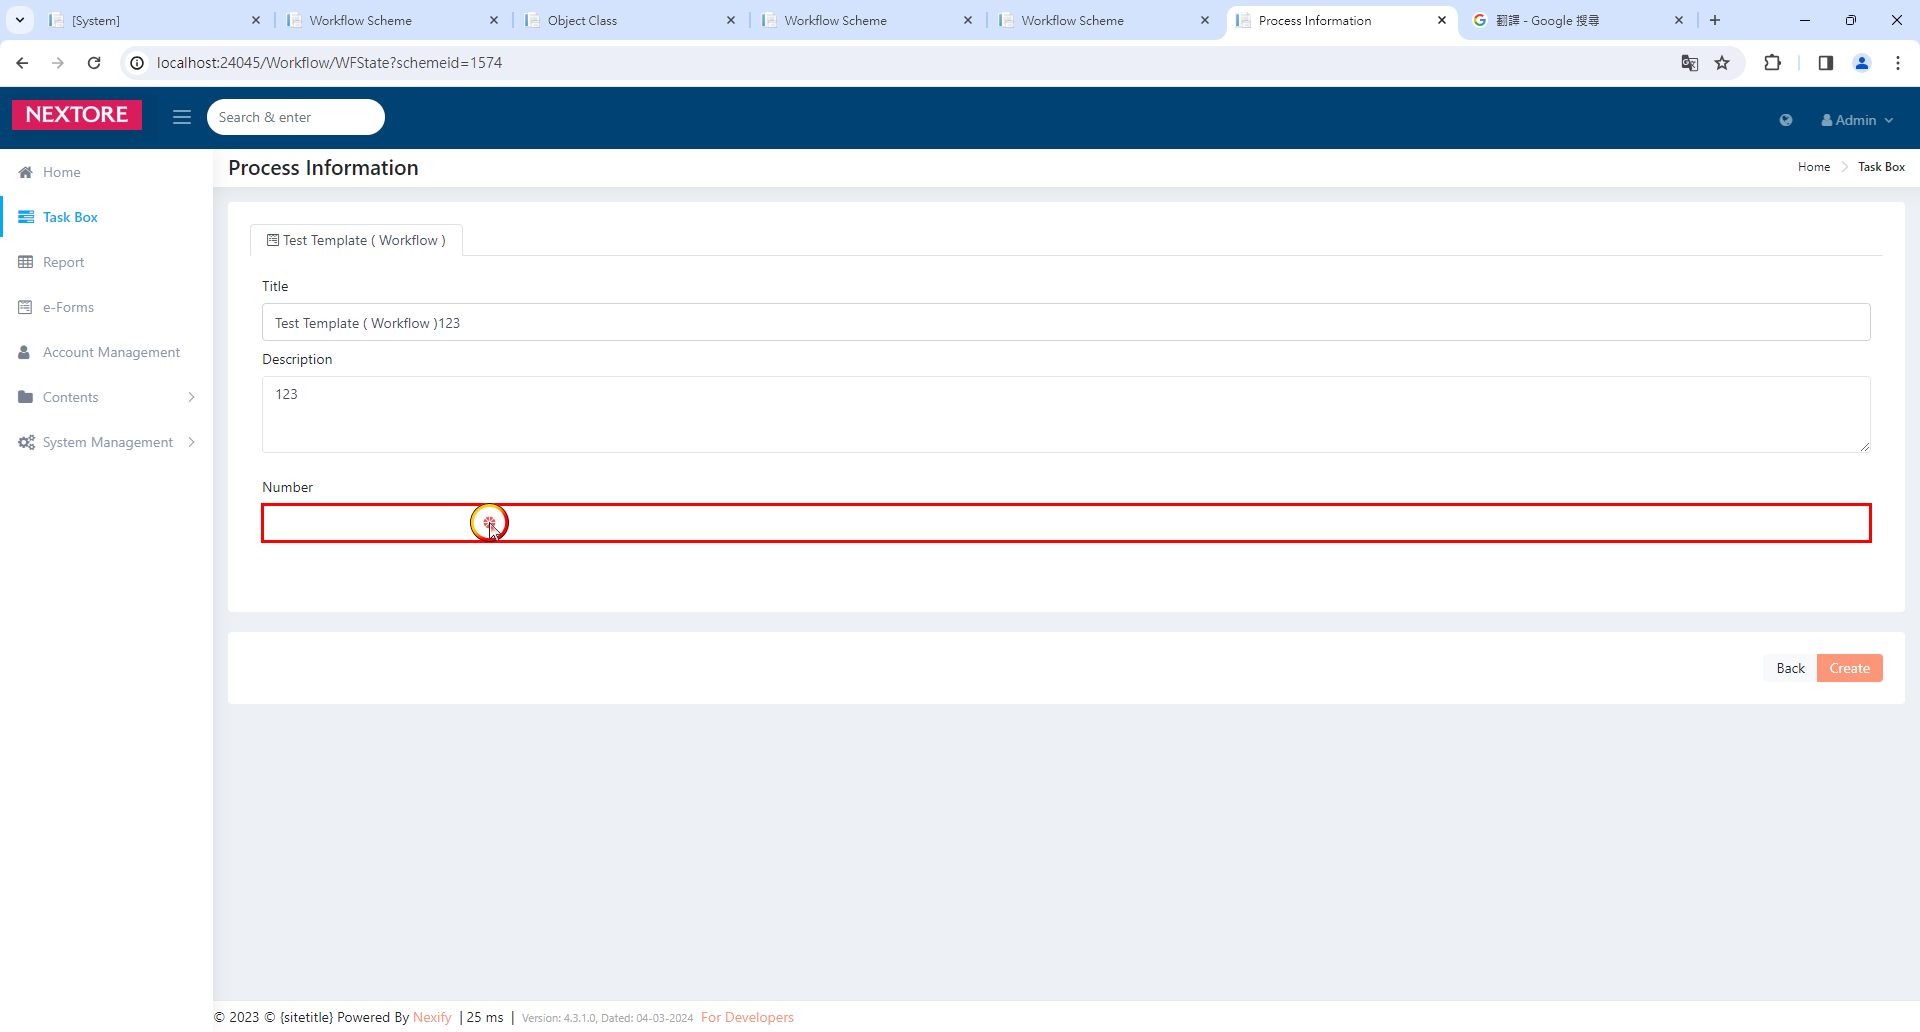 [System]
Workflow Scheme
Object Class
Workflow Scheme
Workflow Scheme
Process Information
翻譯 - Google 搜尋
localhost:24045/Workflow/WFState?schemeid=1574
NEXTORE
Search & enter
Admin
Process Information
Home
Task Box
Home
Task Box
Report
e-Forms
Account Management
Contents
System Management
Test Template ( Workflow )
Title
Test Template ( Workflow )123
Description
123
Number
Back
Create
© 2023 © {sitetitle} Powered By Nexify | 25 ms | Version: 4.3.1.0, Dated: 04-03-2024 For Developers